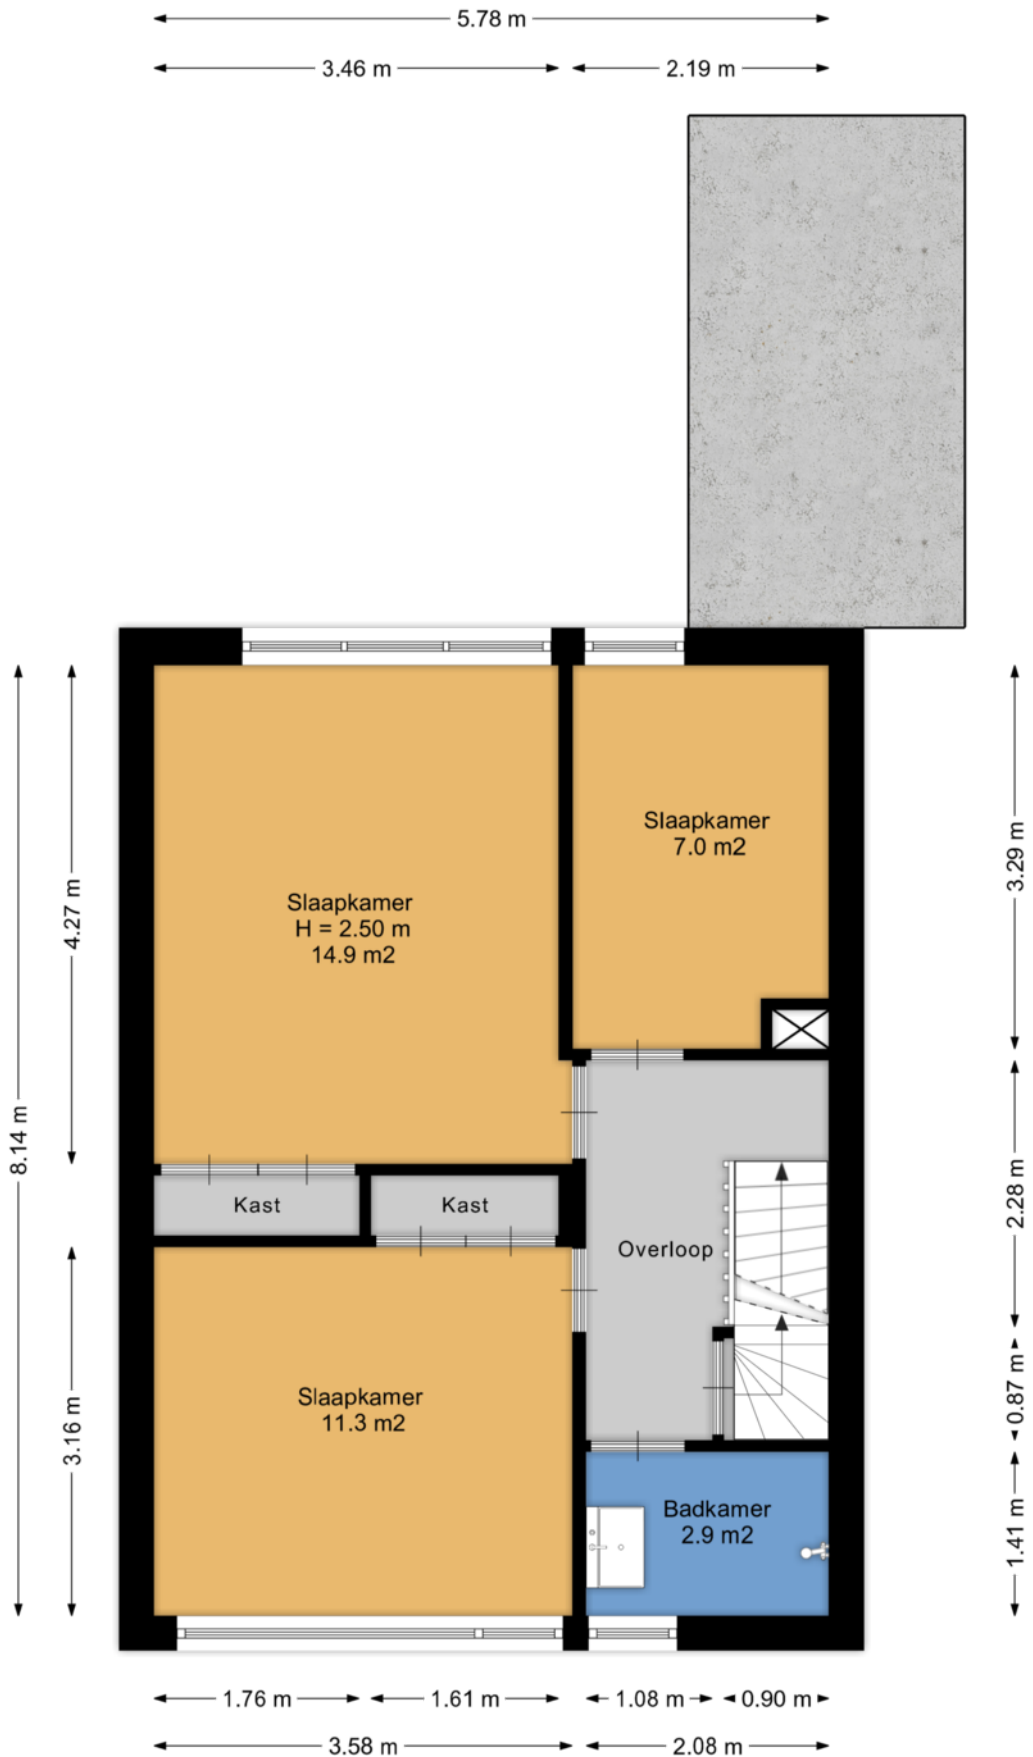 5.78 m
3.46 m
2.19 m
Slaapkamer
7.0 m2
Slaapkamer
H = 2.50 m
14.9 m2
4.27 m
3.29 m
8.14 m
2.28 m
Kast
Kast
Overloop
0.87 m
Slaapkamer
11.3 m2
3.16 m
Badkamer
2.9 m2
1.41 m
1.76 m
1.61 m
1.08 m
0.90 m
3.58 m
2.08 m